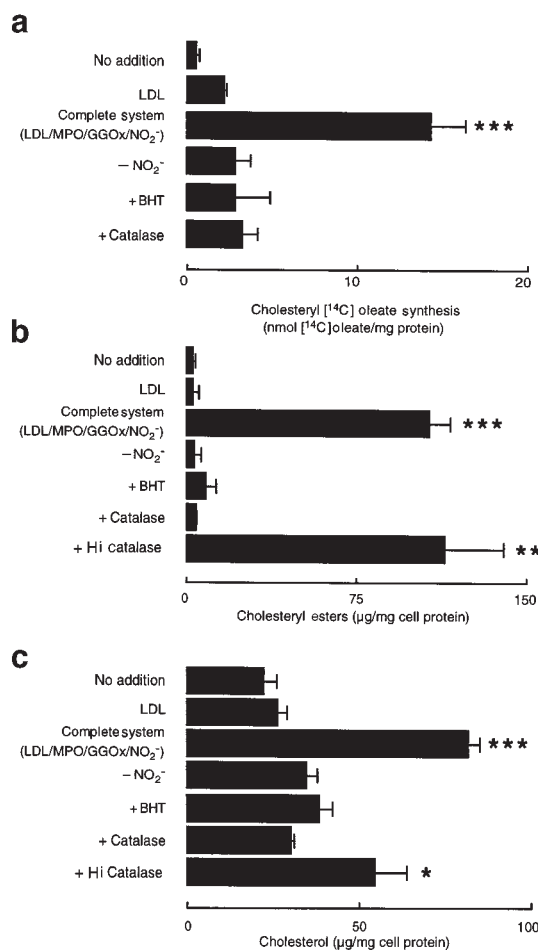 a
No addition
LDL
Complete system
(LDL/MPO/GGOx/NO₂⁻)
***
– NO₂⁻
+ BHT
+ Catalase
0 10 20
Cholesteryl [¹⁴C] oleate synthesis
(nmol [¹⁴C]oleate/mg protein)
b
No addition
LDL
Complete system
(LDL/MPO/GGOx/NO₂⁻)
***
– NO₂⁻
+ BHT
+ Catalase
+ Hi catalase
**
0 75 150
Cholesteryl esters (μg/mg cell protein)
c
No addition
LDL
Complete system
(LDL/MPO/GGOx/NO₂⁻)
***
– NO₂⁻
+ BHT
+ Catalase
+ Hi Catalase
*
0 50 100
Cholesterol (μg/mg cell protein)